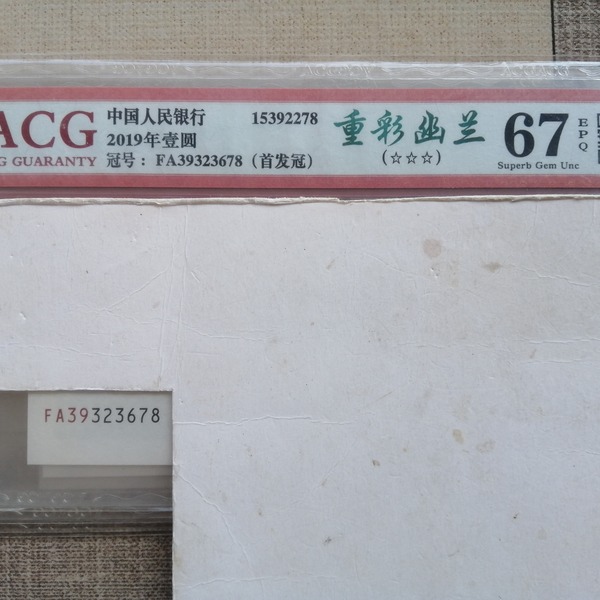 ACG
G GUARANTY
中国人民银行 15392278
2019年壹圆
冠号： FA39323678（首发冠）
重彩幽兰
（☆☆☆）
67
EPQ
Superb Gem Unc
FA39323678